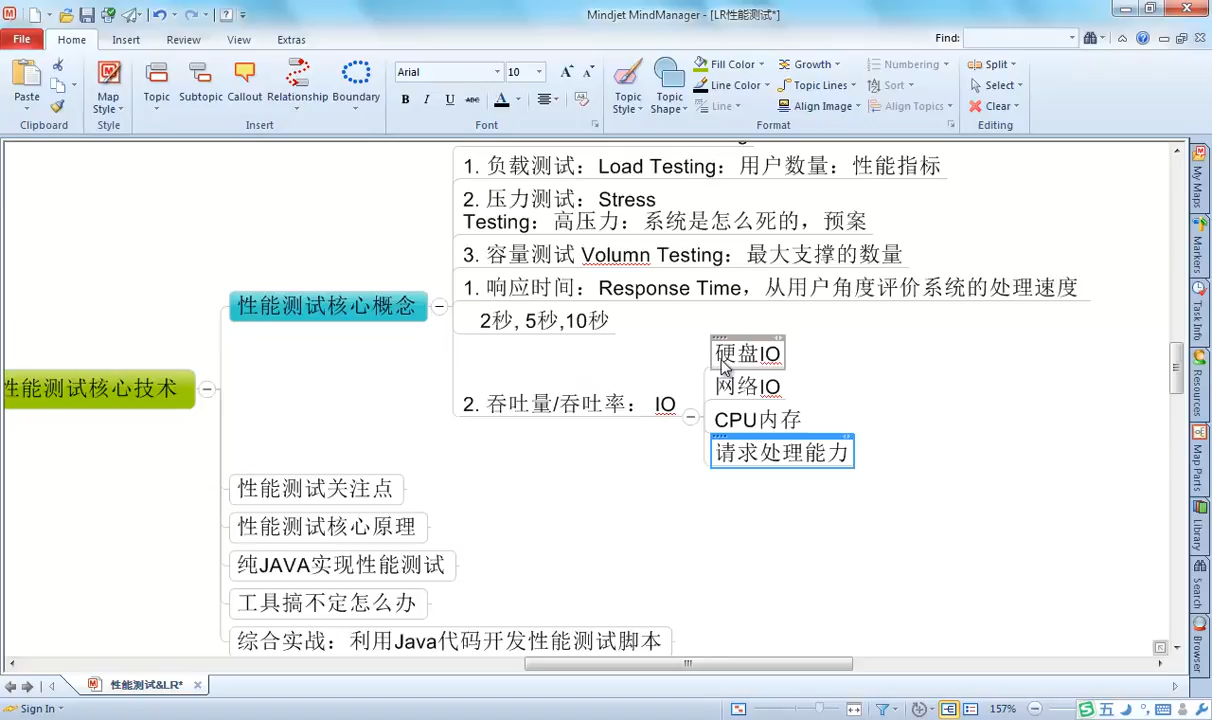 Mindjet MindManager - [LR性能测试*]
File
Home
Insert
Review
View
Extras
Find:
Paste
Map Style
Topic
Subtopic
Callout
Relationship
Boundary
Arial
10
B I U abc A
Topic Style
Topic Shape
Fill Color
Line Color
Line
Growth
Topic Lines
Align Image
Numbering
Sort
Align Topics
Split
Select
Clear
Clipboard
Style
Insert
Font
Format
Editing
1. 负载测试：Load Testing：用户数量：性能指标
2. 压力测试：Stress
Testing：高压力：系统是怎么死的，预案
3. 容量测试 Volumn Testing：最大支撑的数量
1. 响应时间：Response Time，从用户角度评价系统的处理速度
2秒, 5秒,10秒
性能测试核心概念
硬盘IO
网络IO
2. 吞吐量/吞吐率： IO
CPU内存
请求处理能力
性能测试核心技术
性能测试关注点
性能测试核心原理
纯JAVA实现性能测试
工具搞不定怎么办
综合实战：利用Java代码开发性能测试脚本
My Maps
Markers
Task Info
Resources
Map Parts
Library
Search
Browser
性能测试&LR*
Sign In
157%
五